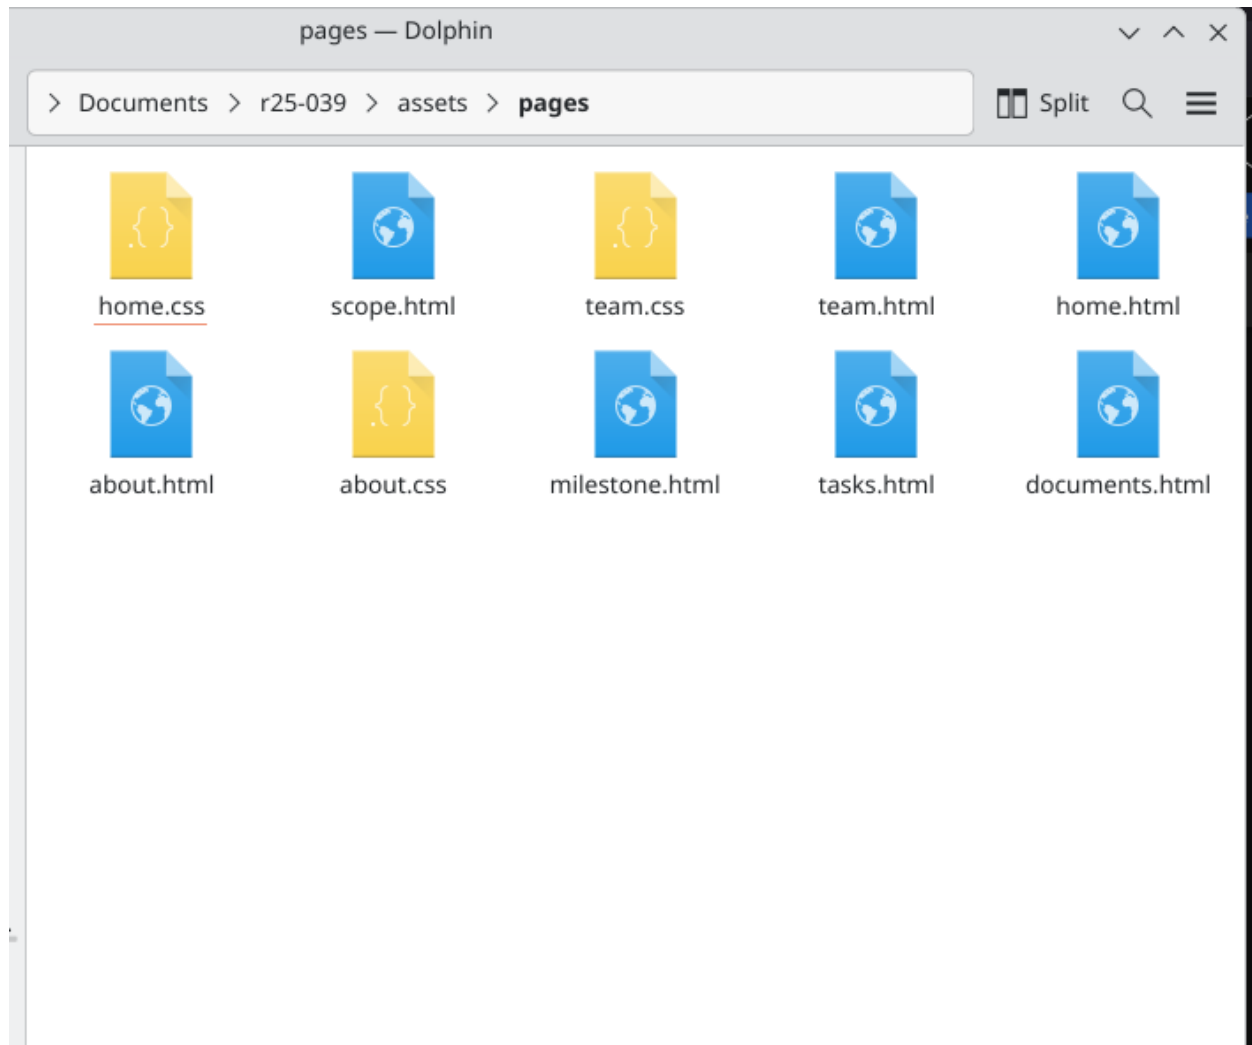 pages — Dolphin
> Documents > r25-039 > assets > pages
Split
home.css
scope.html
team.css
team.html
home.html
about.html
about.css
milestone.html
tasks.html
documents.html